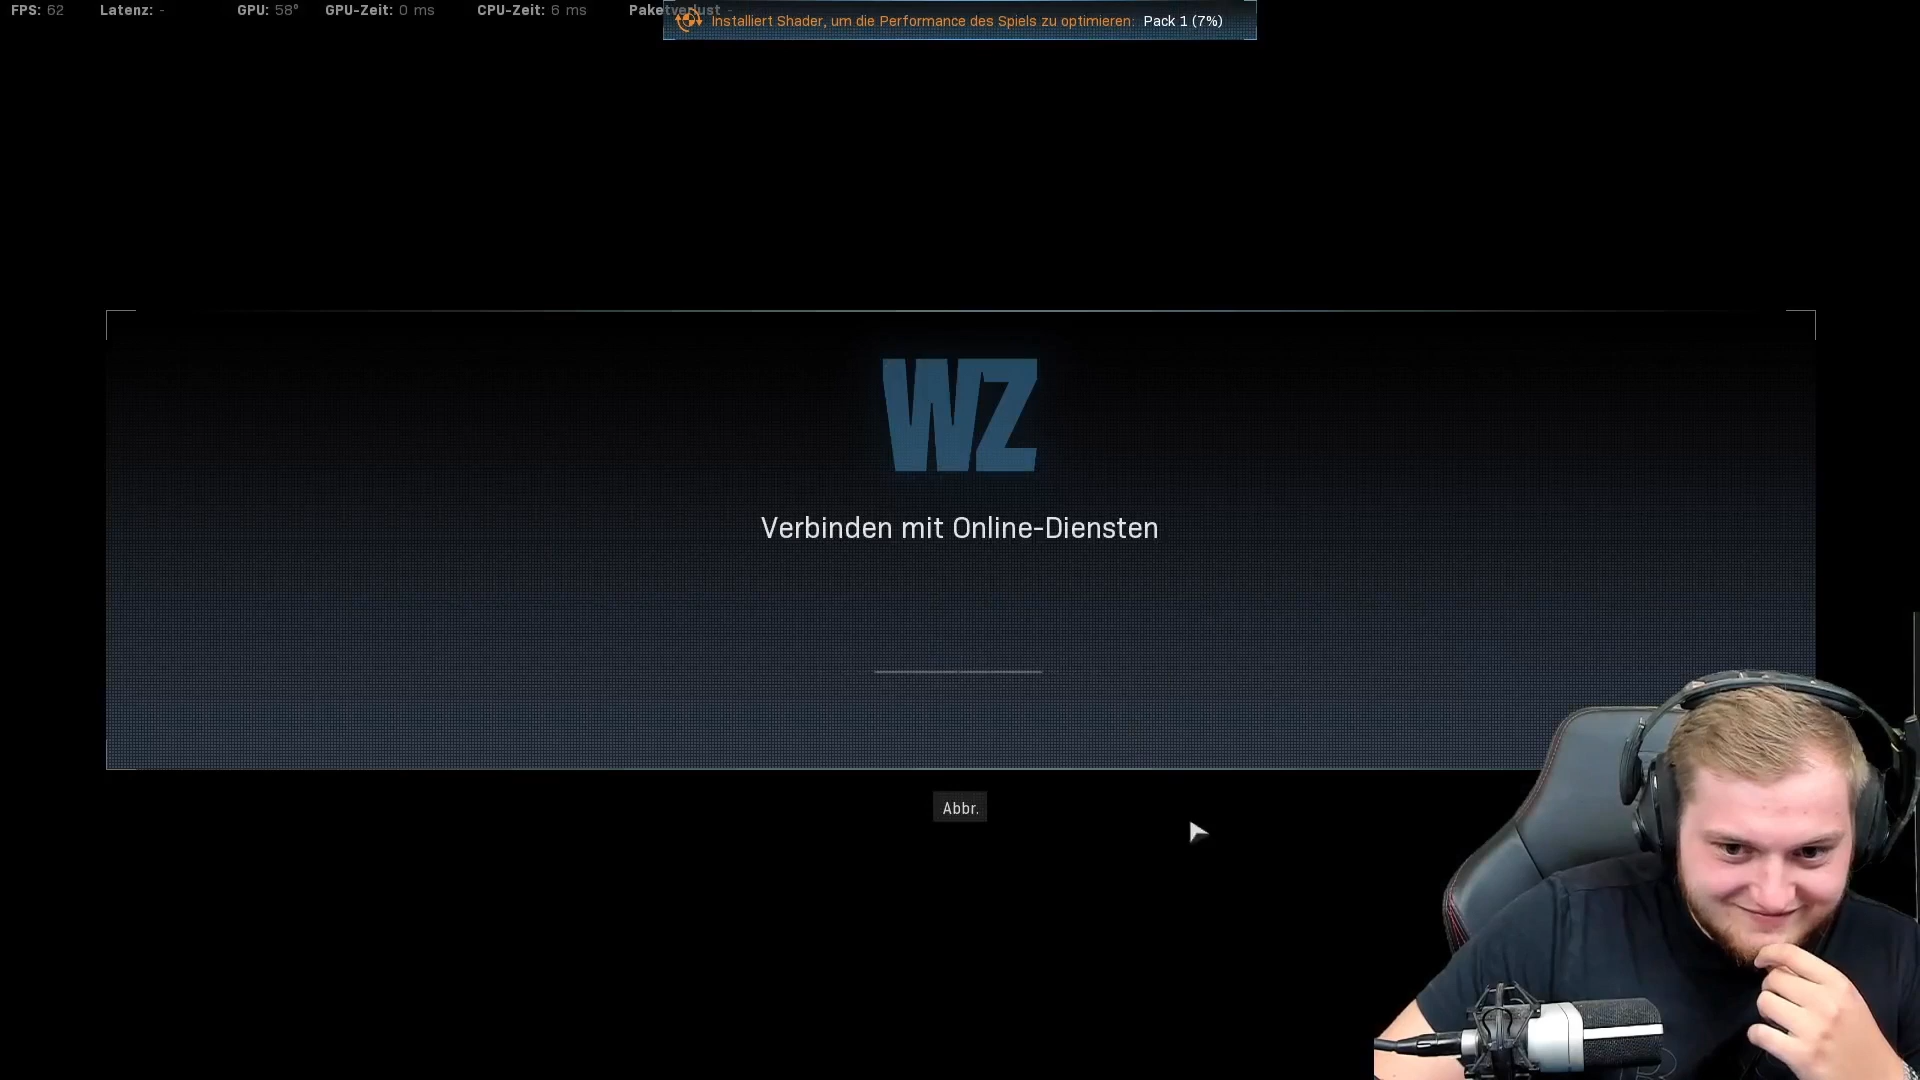 FPS: 62 Latenz: - GPU: 58° GPU-Zeit: 0 ms CPU-Zeit: 6 ms Paketverlust -
Installiert Shader, um die Performance des Spiels zu optimieren: Pack 1 (7%)
WZ
Verbinden mit Online-Diensten
Abbr.